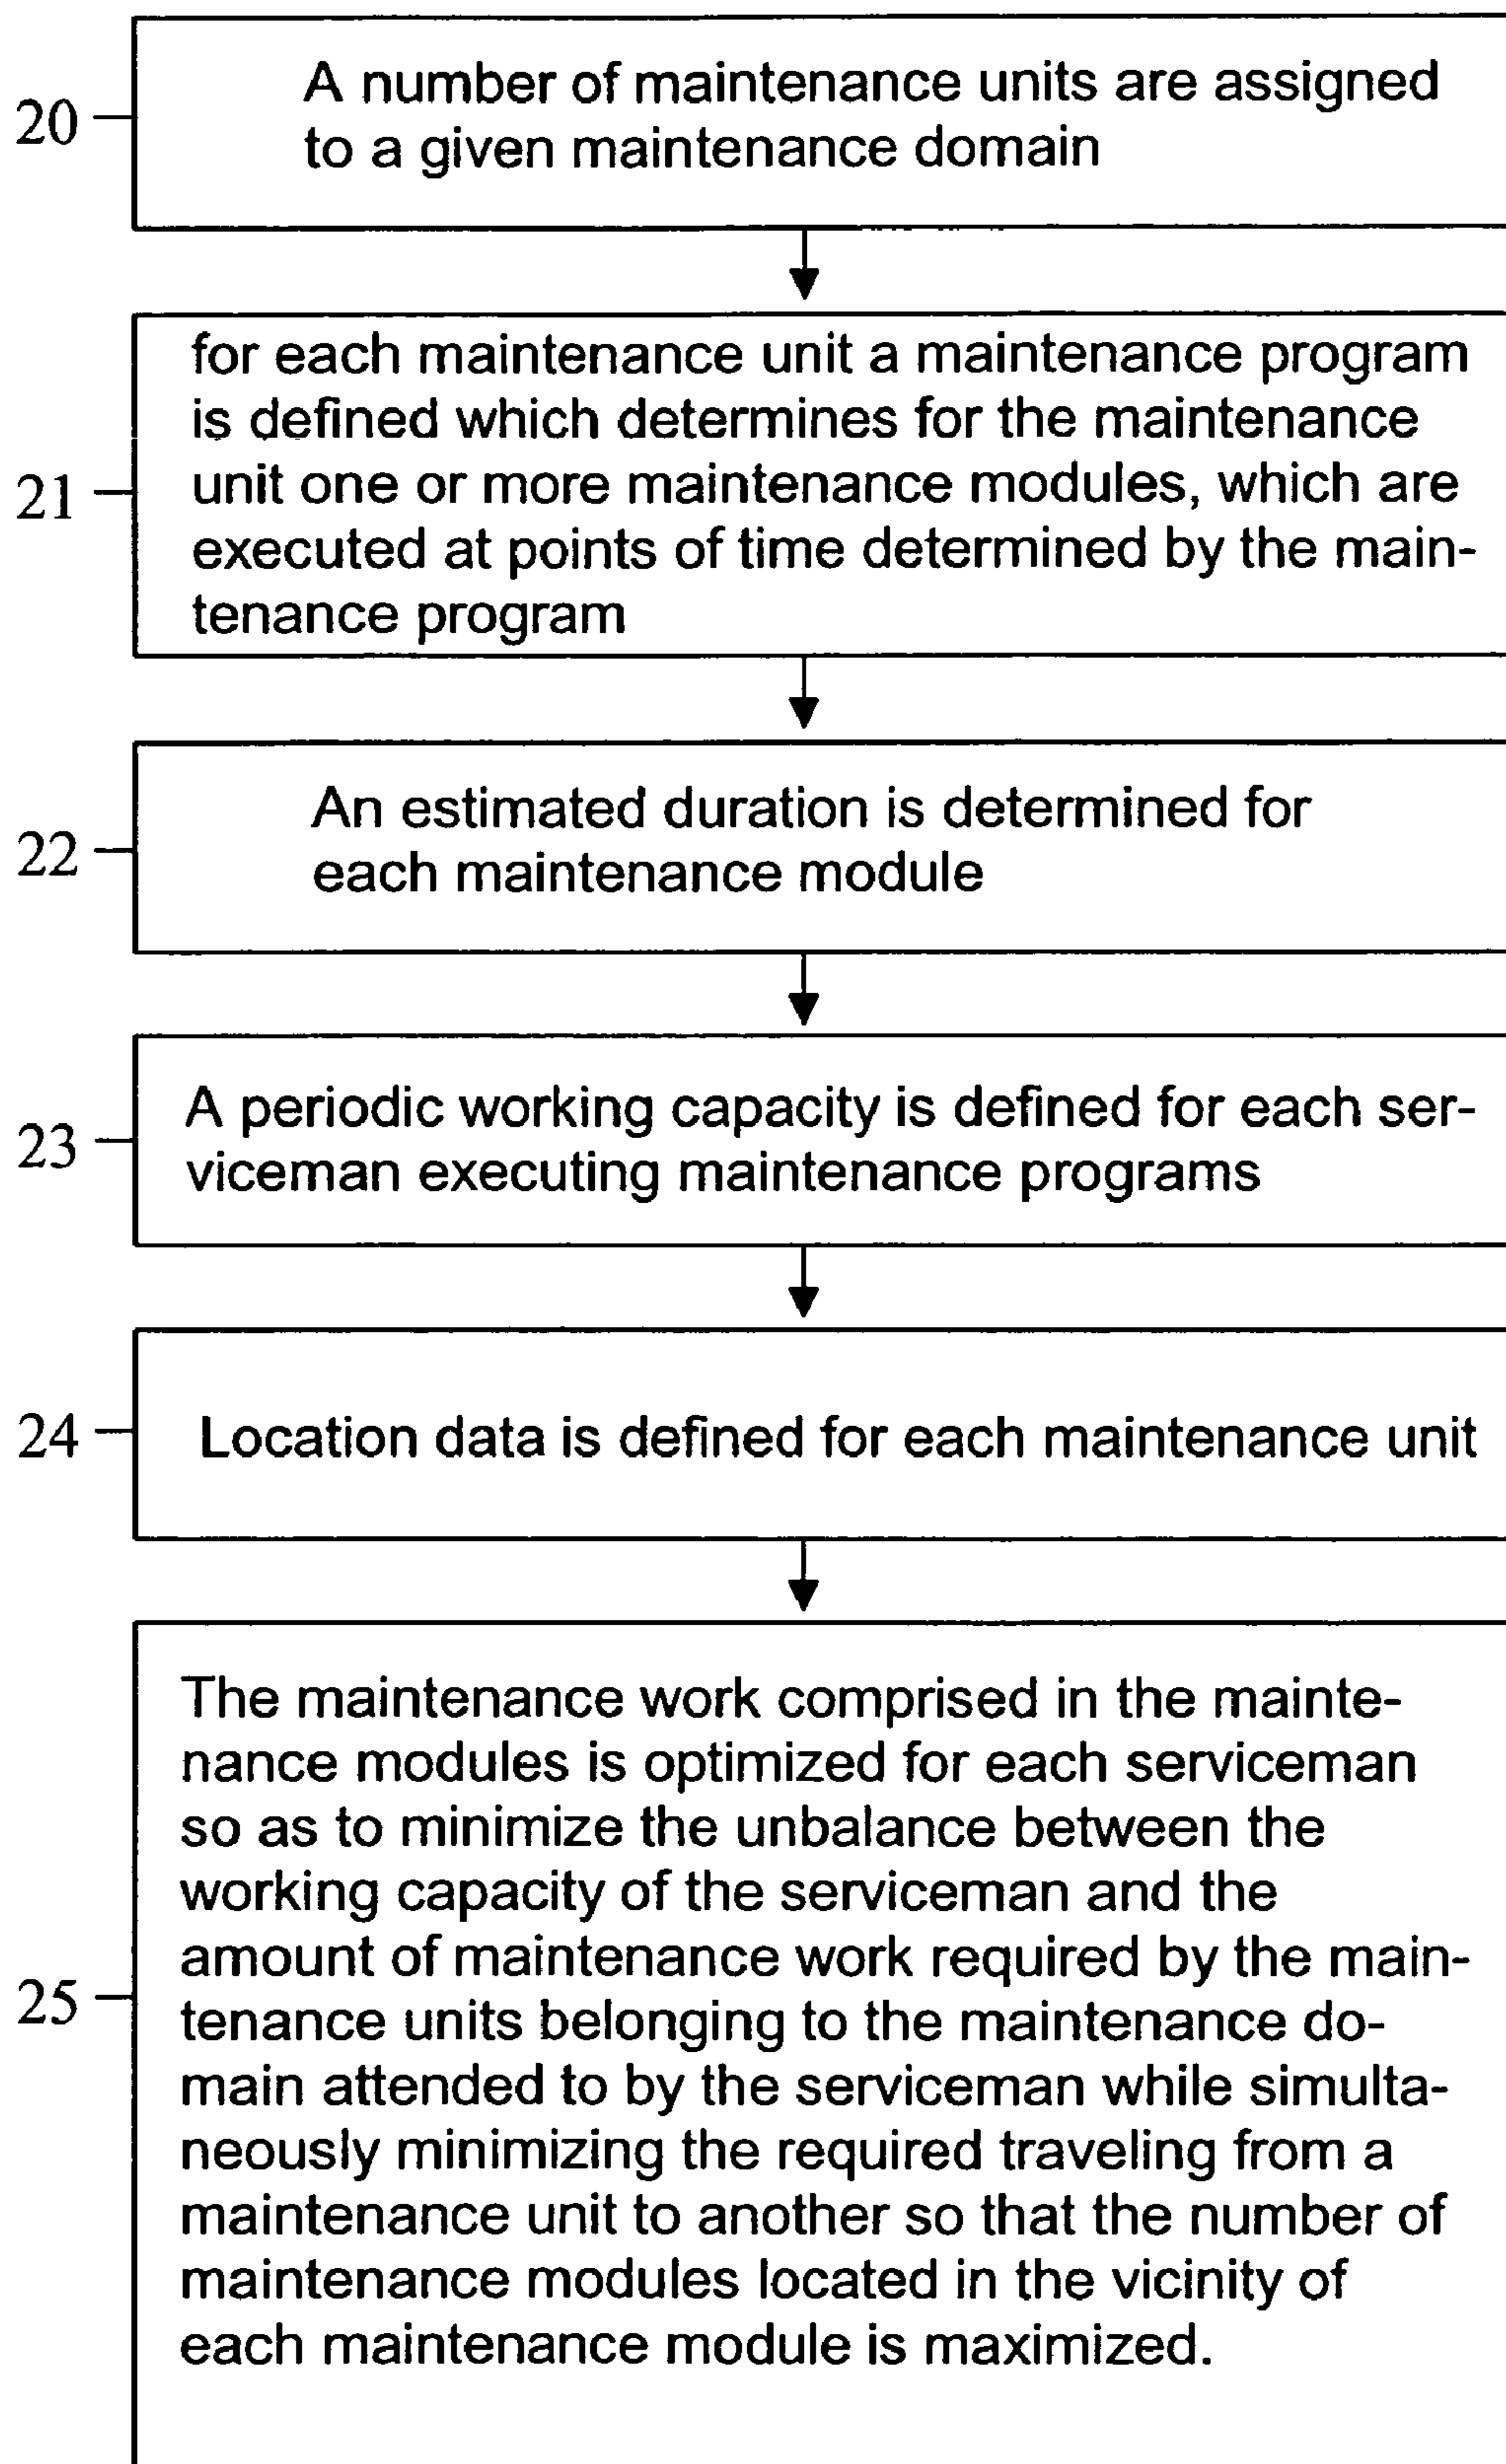 A number of maintenance units are assigned
20
to a given maintenance domain
for each maintenance unit a maintenance program
is defined which determines for the maintenance
21
unit one or more maintenance modules, which are
executed at points of time determined by the main-
tenance program
An estimated duration is determined for
22
each maintenance module
A periodic working capacity is defined for each ser-
23
viceman executing maintenance programs
24
Location data is defined for each maintenance unit
The maintenance work comprised in the mainte-
nance modules is optimized for each serviceman
so as to minimize the unbalance between the
working capacity of the serviceman and the
amount of maintenance work required by the main-
25
tenance units belonging to the maintenance do-
main attended to by the serviceman while simulta-
neously minimizing the required traveling from a
maintenance unit to another so that the number of
maintenance modules located in the vicinity of
each maintenance module is maximized.